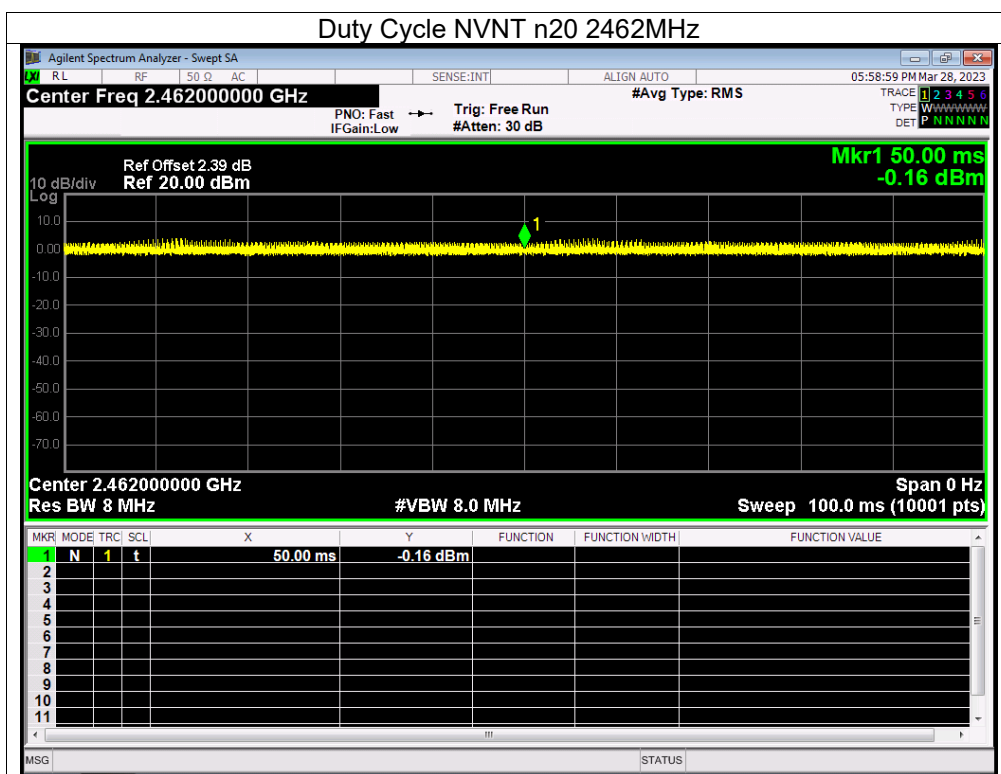 Duty Cycle NVNT n20 2462MHz
Agilent Spectrum Analyzer - Swept SA
LXI RL RF 50 Ω AC SENSE:INT ALIGN AUTO 05:58:59 PM Mar 28, 2023
Center Freq 2.462000000 GHz #Avg Type: RMS TRACE 1 2 3 4 5 6
PNO: Fast Trig: Free Run TYPE WWWWWW
IFGain:Low #Atten: 30 dB DET P N N N N N
Mkr1 50.00 ms
Ref Offset 2.39 dB
10 dB/div Ref 20.00 dBm -0.16 dBm
Log
10.0
1
0.00
-10.0
-20.0
-30.0
-40.0
-50.0
-60.0
-70.0
Center 2.462000000 GHz Span 0 Hz
Res BW 8 MHz #VBW 8.0 MHz Sweep 100.0 ms (10001 pts)
MKR MODE TRC SCL X Y FUNCTION FUNCTION WIDTH FUNCTION VALUE
1 N 1 t 50.00 ms -0.16 dBm
2
3
4
5
6
7
8
9
10
11
MSG STATUS